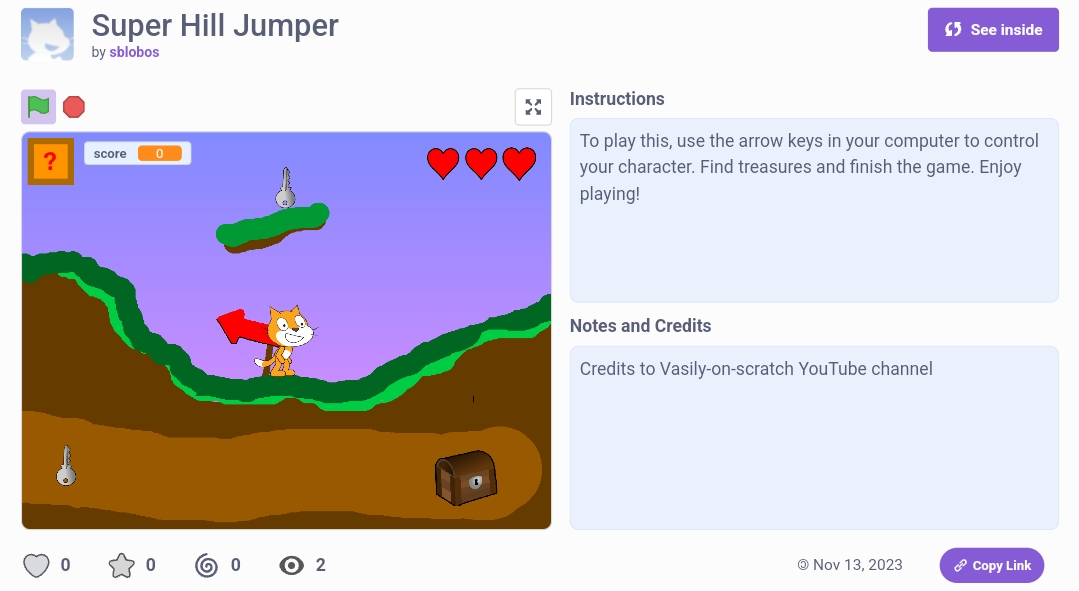 Super Hill Jumper
by sblobos
See inside
Instructions
To play this, use the arrow keys in your computer to control
your character. Find treasures and finish the game. Enjoy
playing!
?
score 0
Notes and Credits
Credits to Vasily-on-scratch YouTube channel
0 0 0 2
© Nov 13, 2023
Copy Link